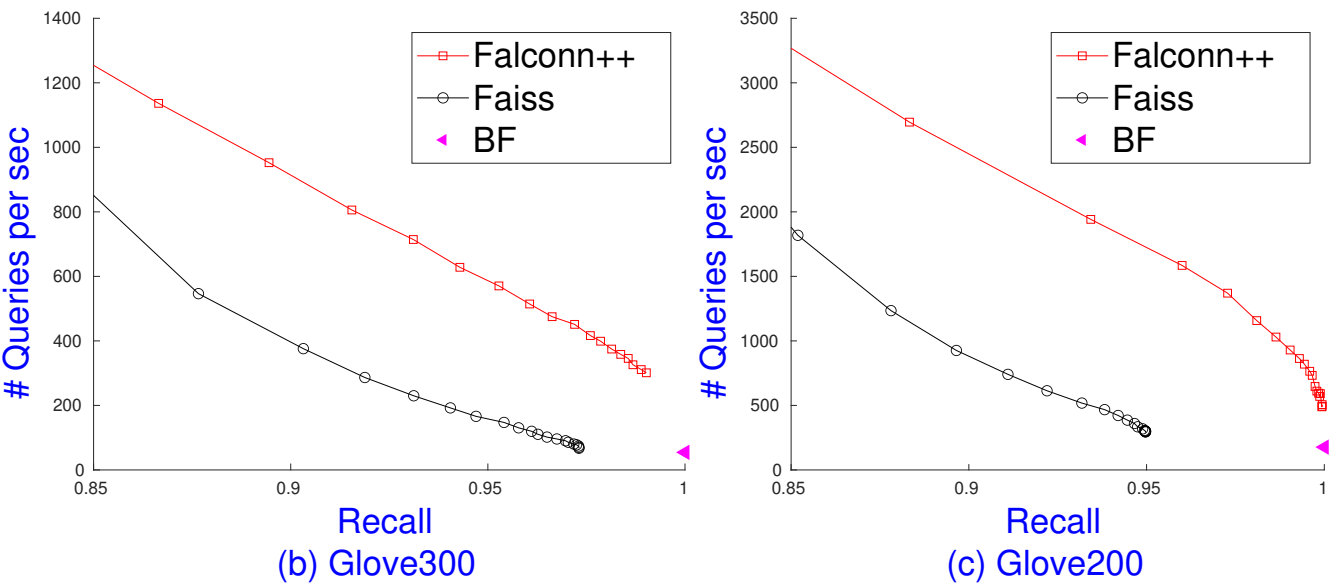 # Queries per sec
1400
1200
1000
800
600
400
200
0
Falconn++
Faiss
BF
0.85
0.9
0.95
1
Recall
(b) Glove300
# Queries per sec
3500
3000
2500
2000
1500
1000
500
0
Falconn++
Faiss
BF
0.85
0.9
0.95
1
Recall
(c) Glove200